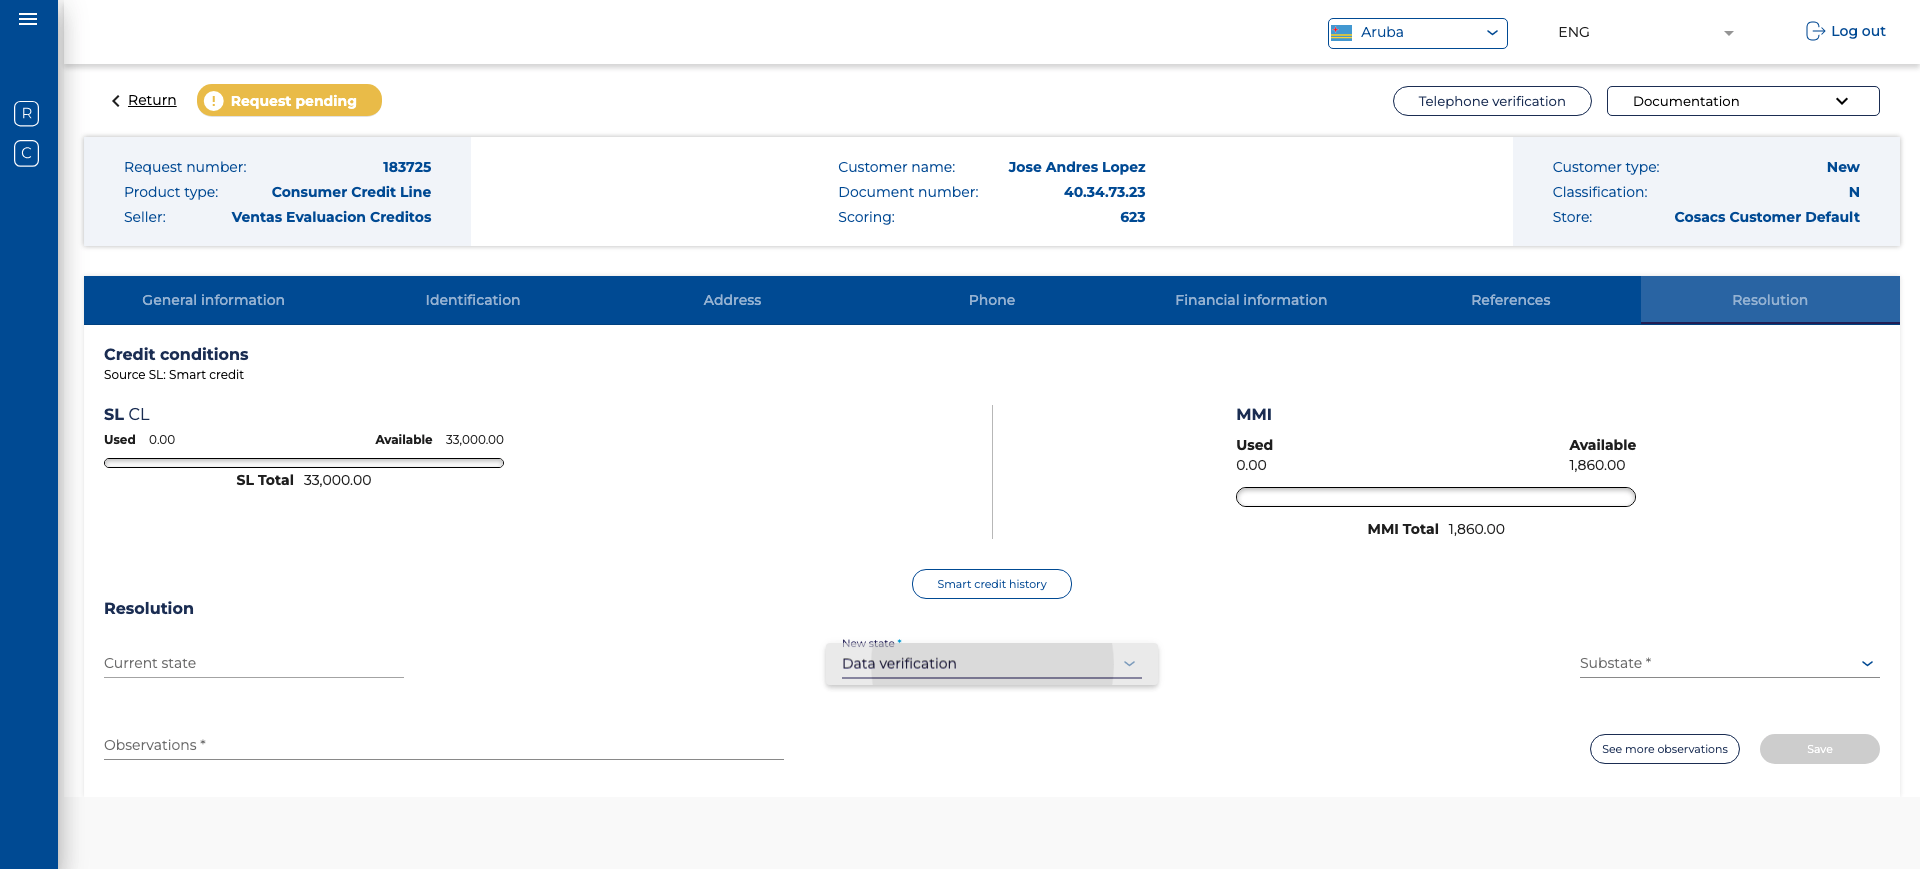 Aruba
ENG
Log out
R
C
Return
Request pending
Telephone verification
Documentation
Request number: 183725
Product type: Consumer Credit Line
Seller: Ventas Evaluacion Creditos
Customer name: Jose Andres Lopez
Document number: 40.34.73.23
Scoring: 623
Customer type: New
Classification: N
Store: Cosacs Customer Default
General information
Identification
Address
Phone
Financial information
References
Resolution
Credit conditions
Source SL: Smart credit
SL CL
Used 0.00 Available 33,000.00
SL Total 33,000.00
MMI
Used Available
0.00 1,860.00
MMI Total 1,860.00
Smart credit history
Resolution
Current state
New state *
Data verification
Substate *
Observations *
See more observations
Save